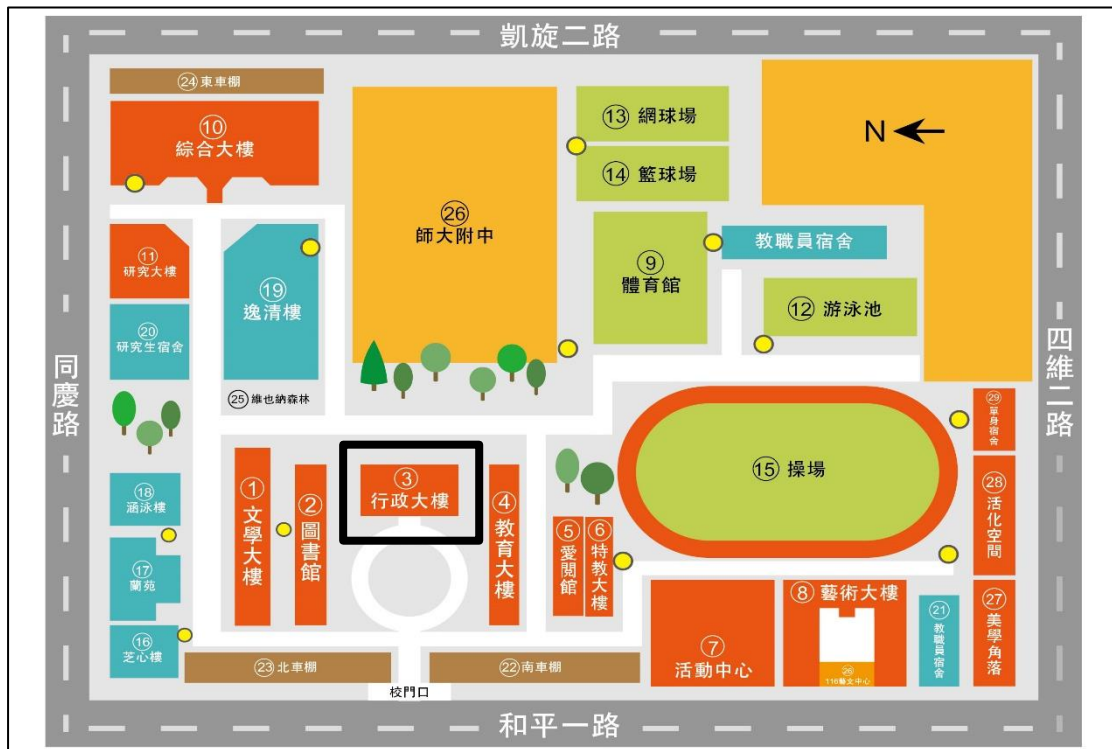 凱旋二路
㉔東車棚
⑩
綜合大樓
⑬ 網球場
⑭ 籃球場
N
㉖
師大附中
⑪
研究大樓
⑲
逸清樓
⑨
體育館
教職員宿舍
⑫ 游泳池
⑳
研究生宿舍
㉕維也納森林
同慶路
四維二路
㉙
單身宿舍
⑮ 操場
⑱
涵泳樓
①
文學大樓
②
圖書館
③
行政大樓
④
教育大樓
⑤
愛閱館
⑥
特教大樓
㉘
活化空間
⑰
蘭苑
⑯
芝心樓
⑦
活動中心
⑧ 藝術大樓
㉖
116藝文中心
㉑
教職員宿舍
㉗
美學角落
㉓北車棚
㉒南車棚
校門口
和平一路